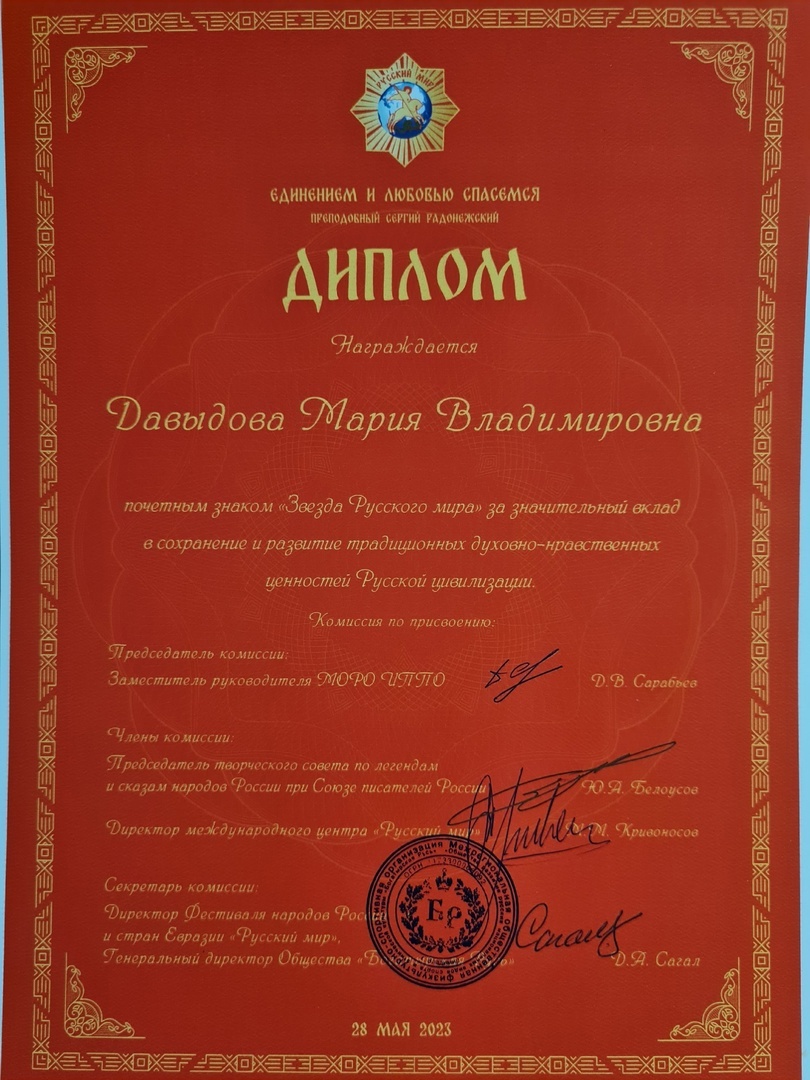 РУССКИЙ МИР
ЕДИНЕНИЕМ И ЛЮБОВЬЮ СПАСЕМСЯ
ПРЕПОДОБНЫЙ СЕРГИЙ РАДОНЕЖСКИЙ
ДИПЛОМ
Награждается
Давыдова Мария Владимировна
почетным знаком «Звезда Русского мира» за значительный вклад
в сохранение и развитие традиционных духовно-нравственных
ценностей Русской цивилизации.
Комиссия по присвоению:
Председатель комиссии:
Заместитель руководителя МОРО ИППО Д.В. Сарабьев
Члены комиссии:
Председатель творческого совета по легендам
и сказам народов России при Союзе писателей России Ю.А. Белоусов
Директор международного центра «Русский мир» Кривоносов
Секретарь комиссии:
Директор Фестиваля народов России
и стран Евразии «Русский мир»,
Генеральный директор Общества Д.А. Сагал
Межрегиональная общественная организация
БР
28 МАЯ 2023